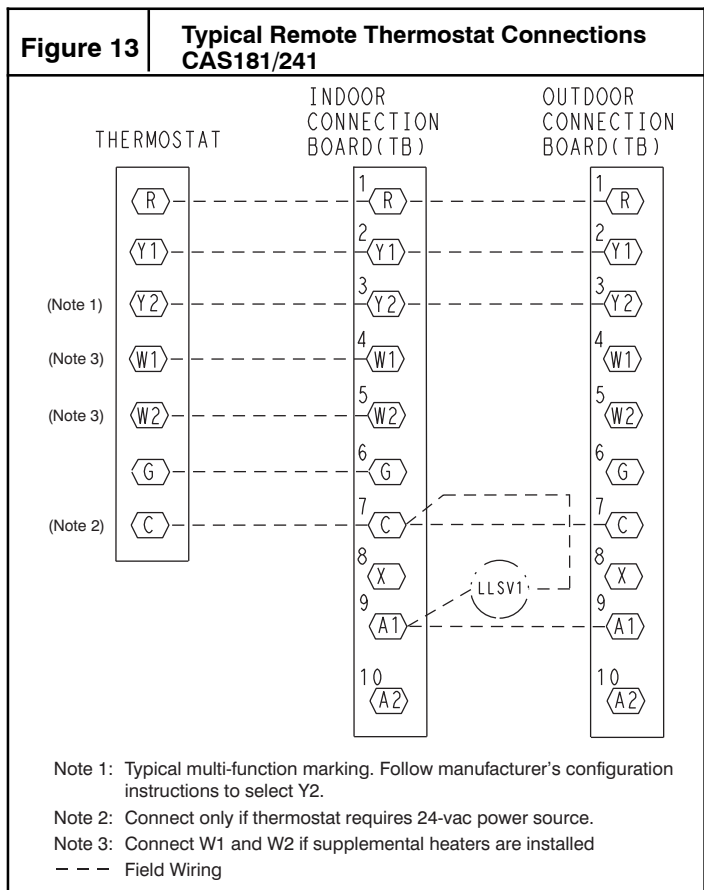 Figure 13
Typical Remote Thermostat Connections
CAS181/241
THERMOSTAT
INDOOR
CONNECTION
BOARD(TB)
OUTDOOR
CONNECTION
BOARD(TB)
R 1 R 1 R
Y1 2 Y1 2 Y1
(Note 1) Y2 3 Y2 3 Y2
(Note 3) W1 4 W1 4 W1
(Note 3) W2 5 W2 5 W2
G 6 G 6 G
(Note 2) C 7 C 7 C
8 X LLSV1 8 X
9 A1 9 A1
10 A2 10 A2
Note 1: Typical multi-function marking. Follow manufacturer's configuration
instructions to select Y2.
Note 2: Connect only if thermostat requires 24-vac power source.
Note 3: Connect W1 and W2 if supplemental heaters are installed
Field Wiring